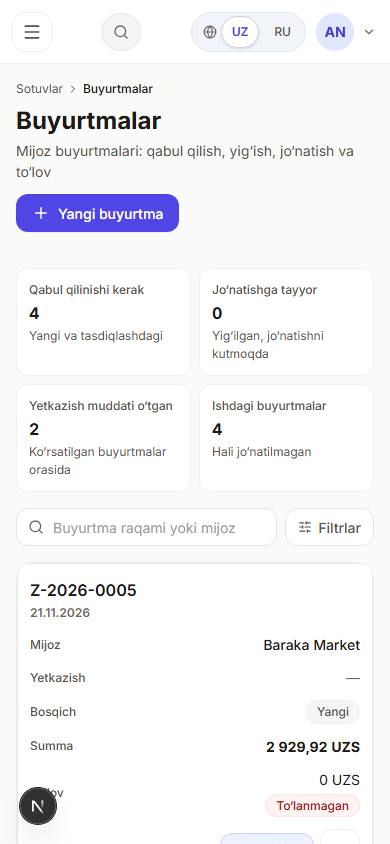 UZ
RU
AN
Sotuvlar > Buyurtmalar
Buyurtmalar
Mijoz buyurtmalari: qabul qilish, yig‘ish, jo‘natish va
to‘lov
+ Yangi buyurtma
Qabul qilinishi kerak
4
Yangi va tasdiqlashdagi
Jo‘natishga tayyor
0
Yig‘ilgan, jo‘natishni
kutmoqda
Yetkazish muddati o‘tgan
2
Ko‘rsatilgan buyurtmalar
orasida
Ishdagi buyurtmalar
4
Hali jo‘natilmagan
Buyurtma raqami yoki mijoz
Filtrlar
Z-2026-0005
21.11.2026
Mijoz
Baraka Market
Yetkazish
—
Bosqich
Yangi
Summa
2 929,92 UZS
0 UZS
To‘lanmagan
N